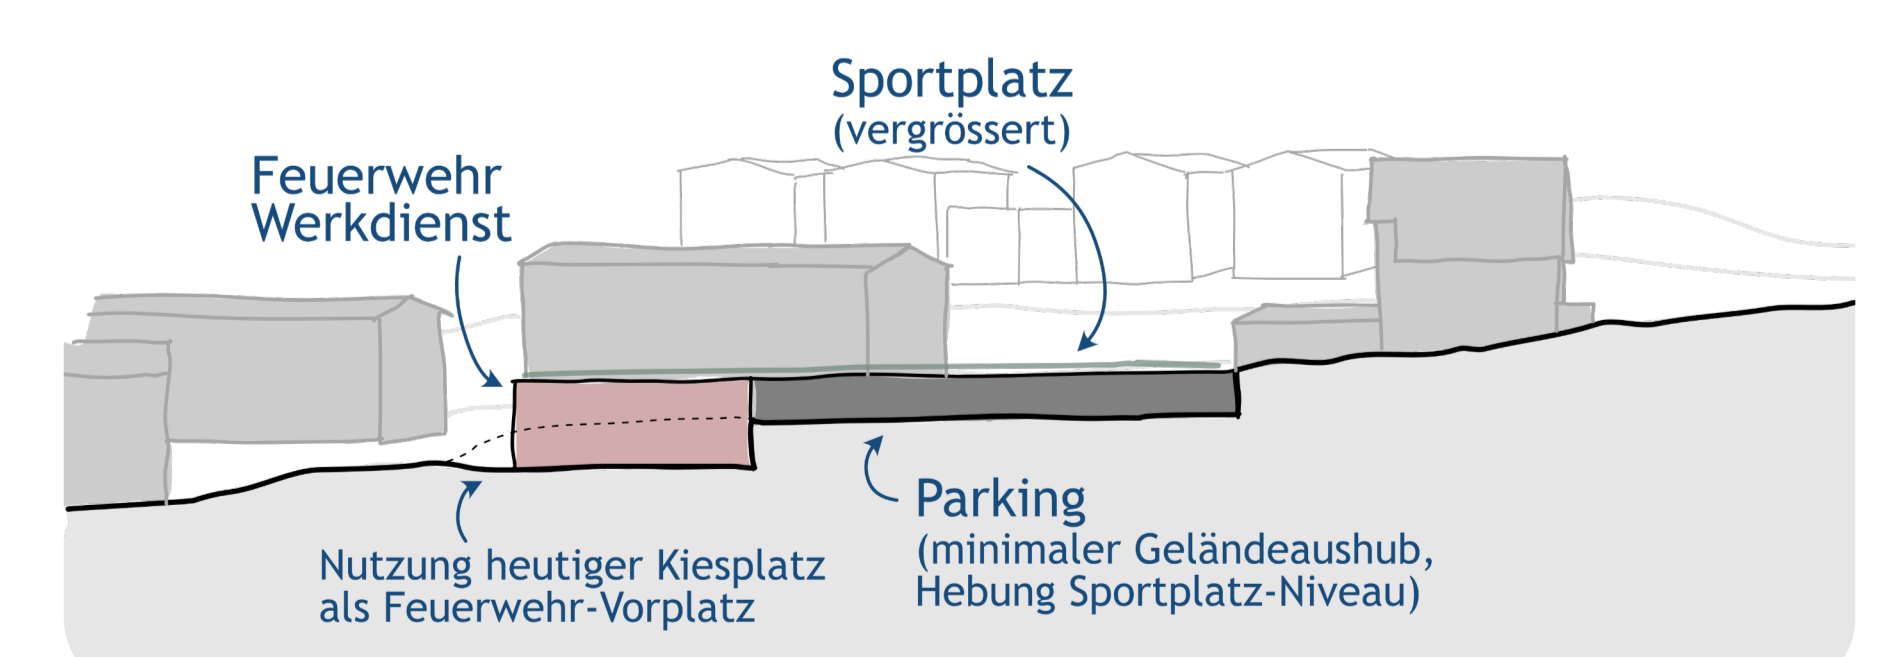 Sportplatz
(vergrössert)
Feuerwehr
Werkdienst
Parking
(minimaler Geländeaushub,
Hebung Sportplatz-Niveau)
Nutzung heutiger Kiesplatz
als Feuerwehr-Vorplatz